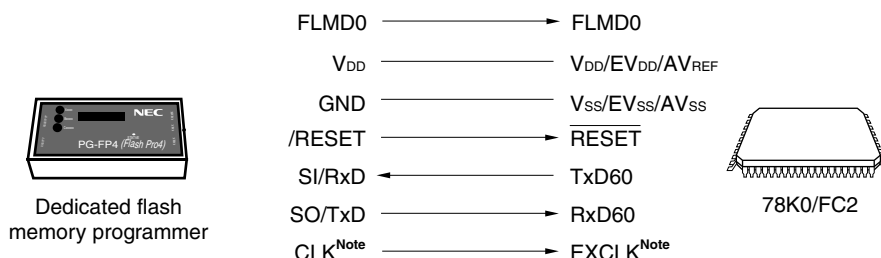 FLMD0 FLMD0
VDD VDD/EVDD/AVREF
GND VSS/EVSS/AVSS
/RESET RESET
SI/RxD TxD60
SO/TxD RxD60
CLKNote EXCLKNote
NEC
PG-FP4 (Flash Pro4)
Dedicated flash
memory programmer
78K0/FC2